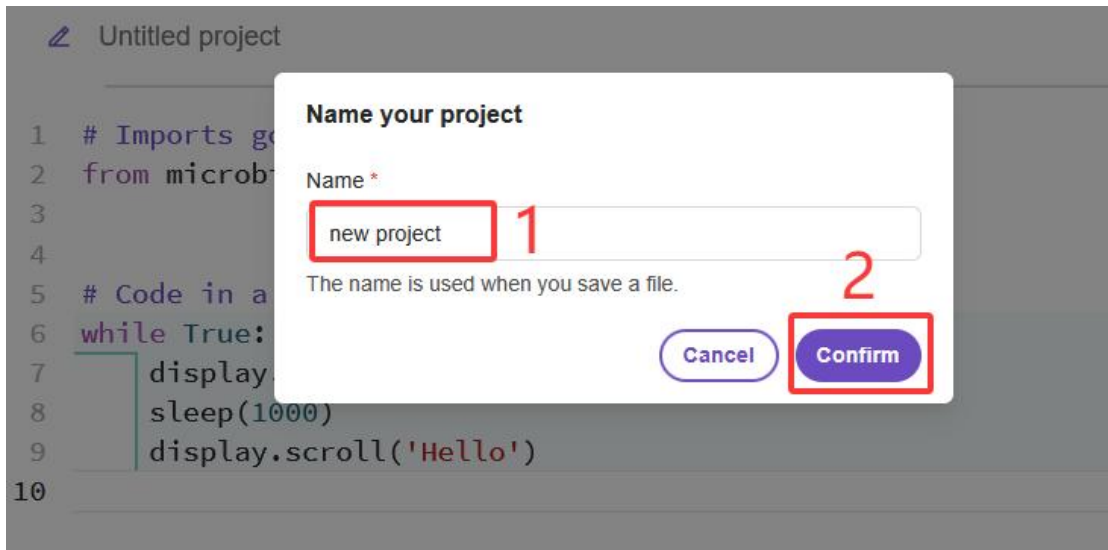 Untitled project
Name your project
Name *
new project
1
The name is used when you save a file.
2
Cancel
Confirm
1 # Imports
2 from
3
4
5 # Code in a
6 while True:
7 display.
8 sleep(1000)
9 display.scroll('Hello')
10